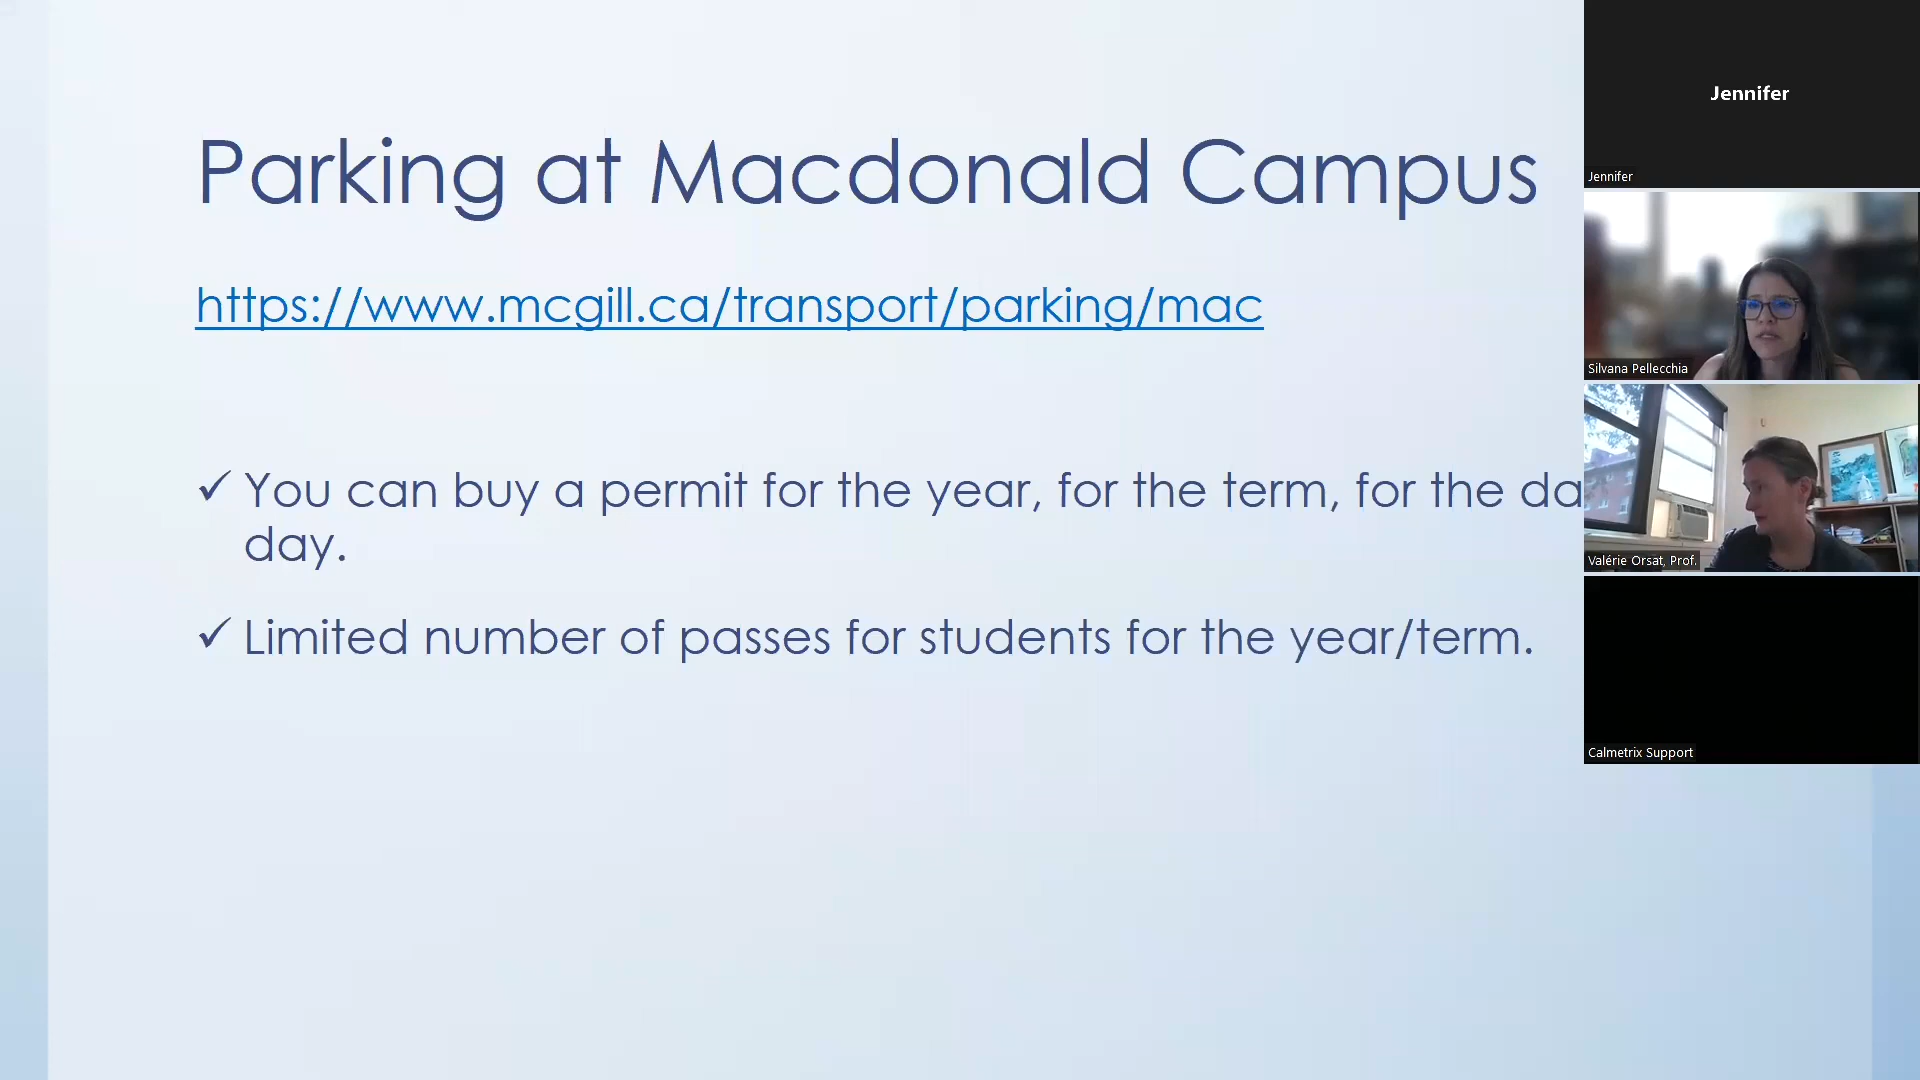 Parking at Macdonald Campus
https://www.mcgill.ca/transport/parking/mac
✓ You can buy a permit for the year, for the term, for the
day.
✓ Limited number of passes for students for the year/term.
Jennifer
Jennifer
Silvana Pellecchia
Valérie Orsat, Prof.
Calmetrix Support